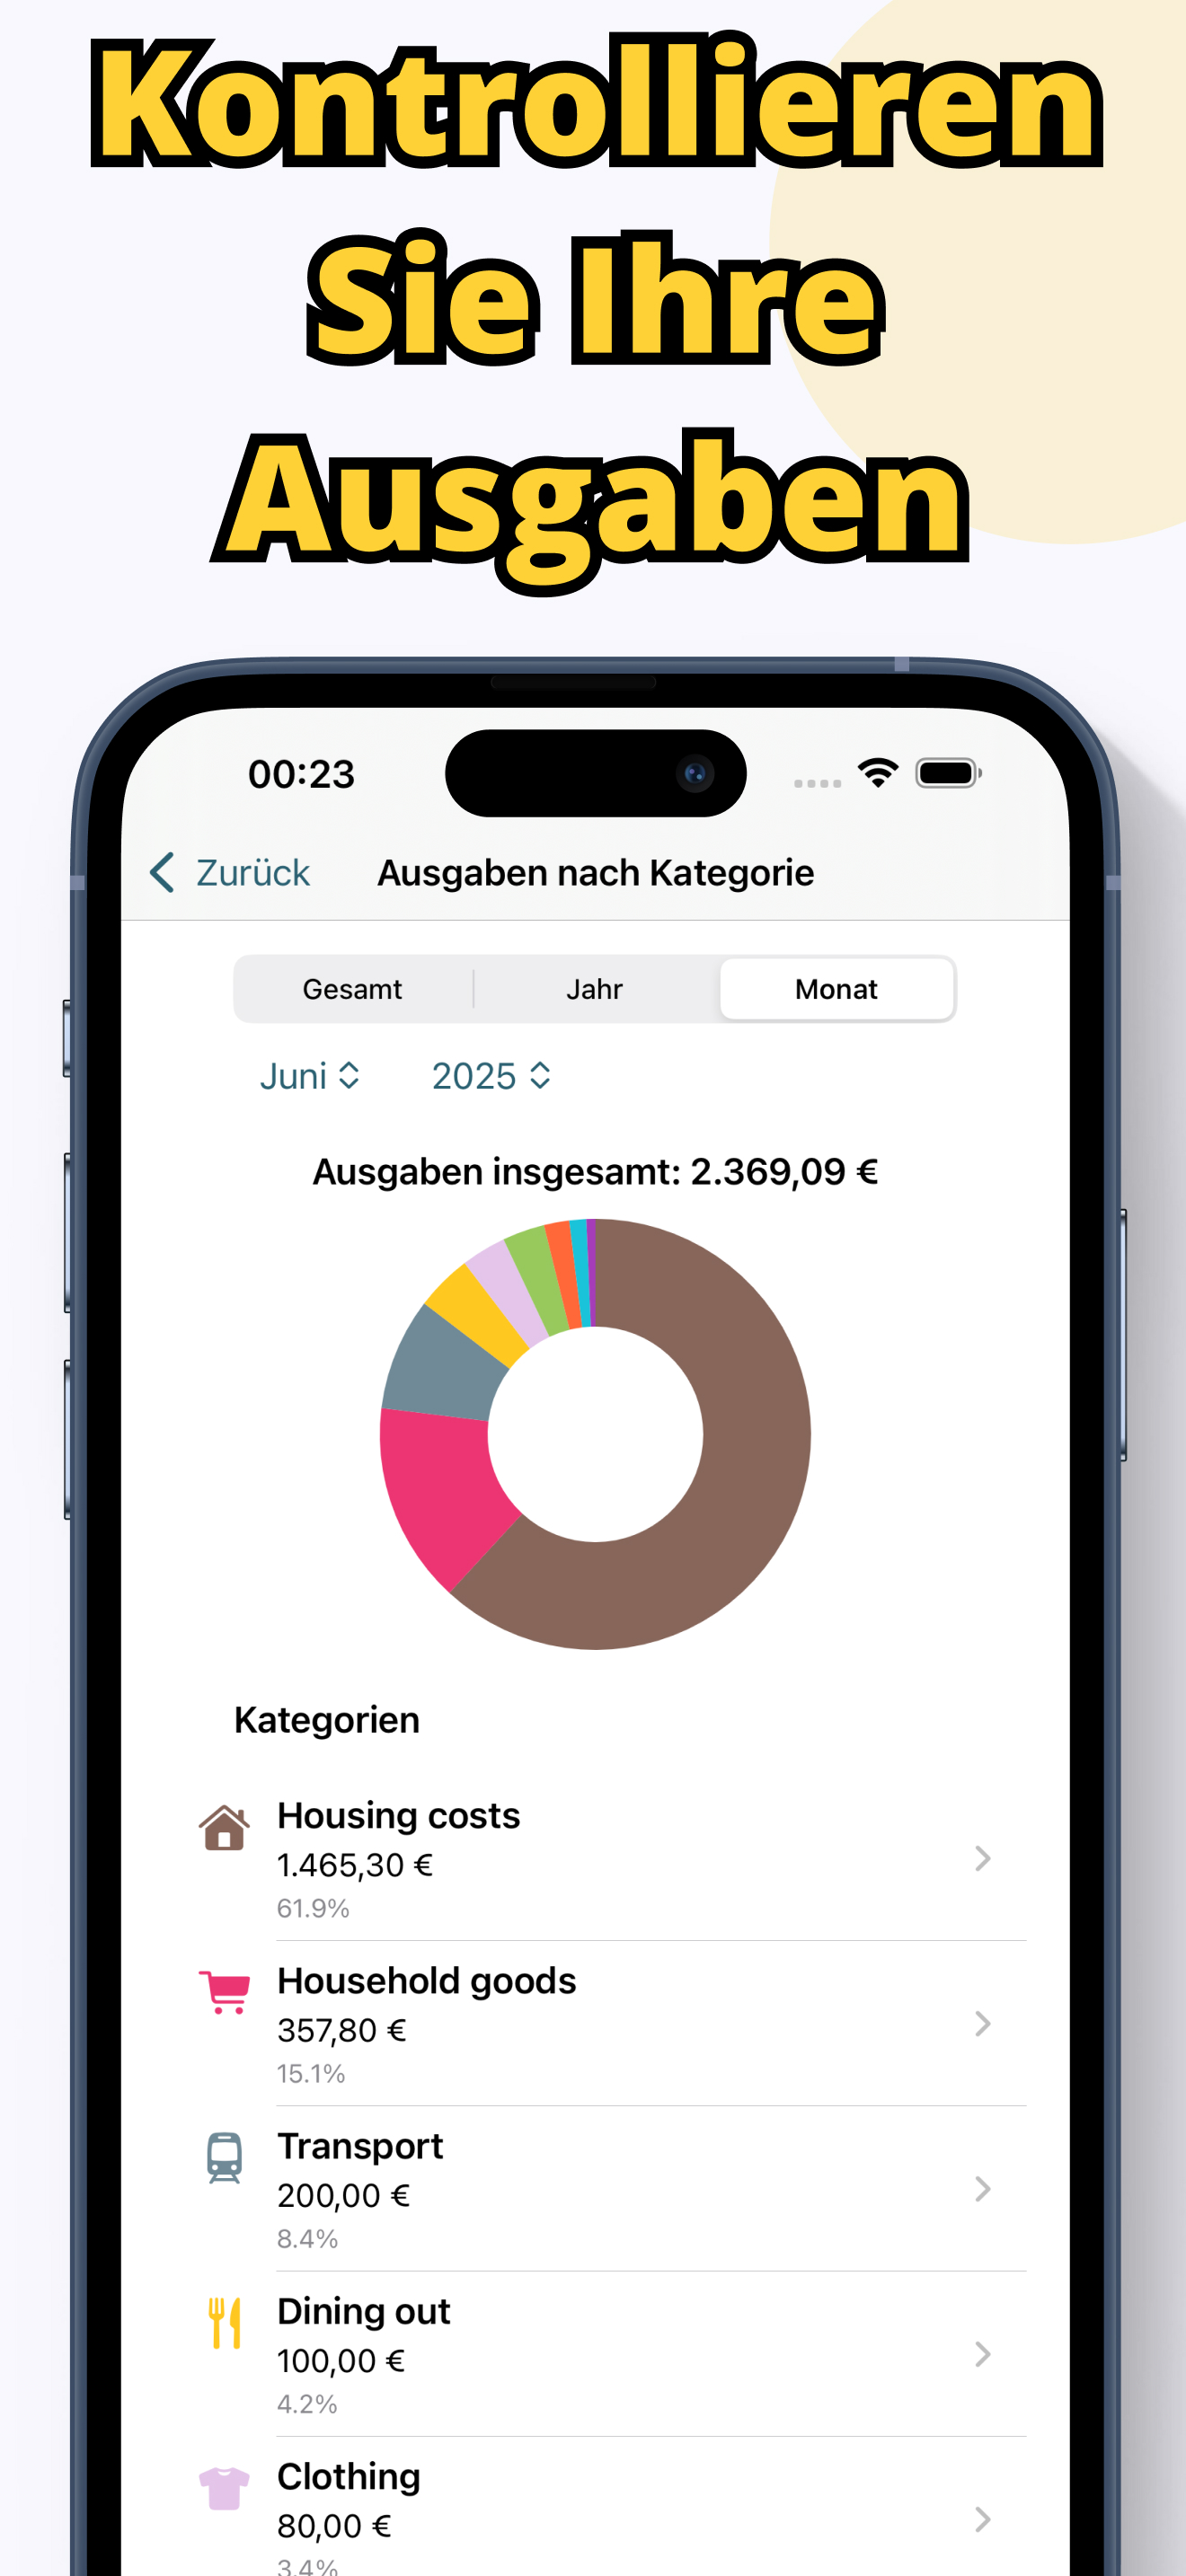 Kontrollieren
Sie Ihre
Ausgaben
00:23
Zurück Ausgaben nach Kategorie
Gesamt Jahr Monat
Juni 2025
Ausgaben insgesamt: 2.369,09 €
Kategorien
Housing costs
1.465,30 €
61.9%
Household goods
357,80 €
15.1%
Transport
200,00 €
8.4%
Dining out
100,00 €
4.2%
Clothing
80,00 €
3.4%